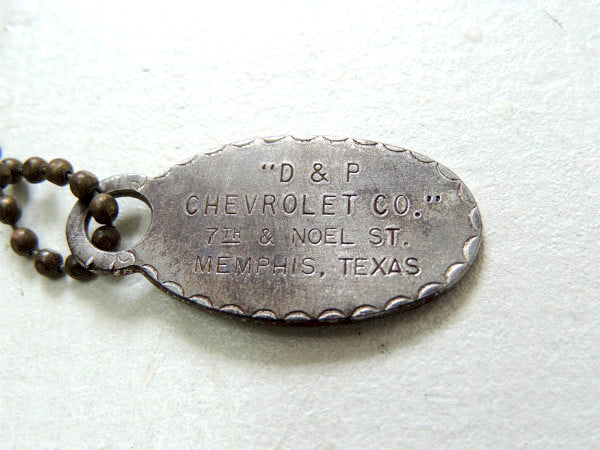 "D & P
CHEVROLET CO."
7TH & NOEL ST.
MEMPHIS, TEXAS